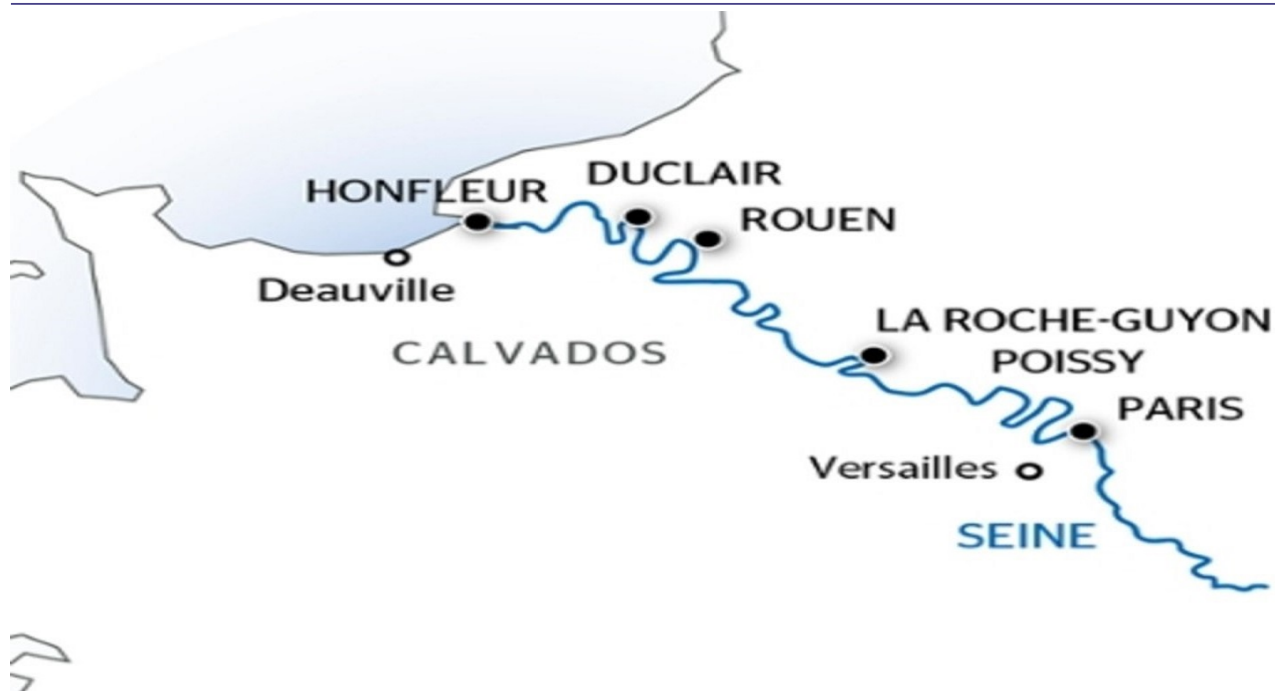 HONFLEUR
DUCLAIR
ROUEN
Deauville
CALVADOS
LA ROCHE-GUYON
POISSY
PARIS
Versailles
SEINE